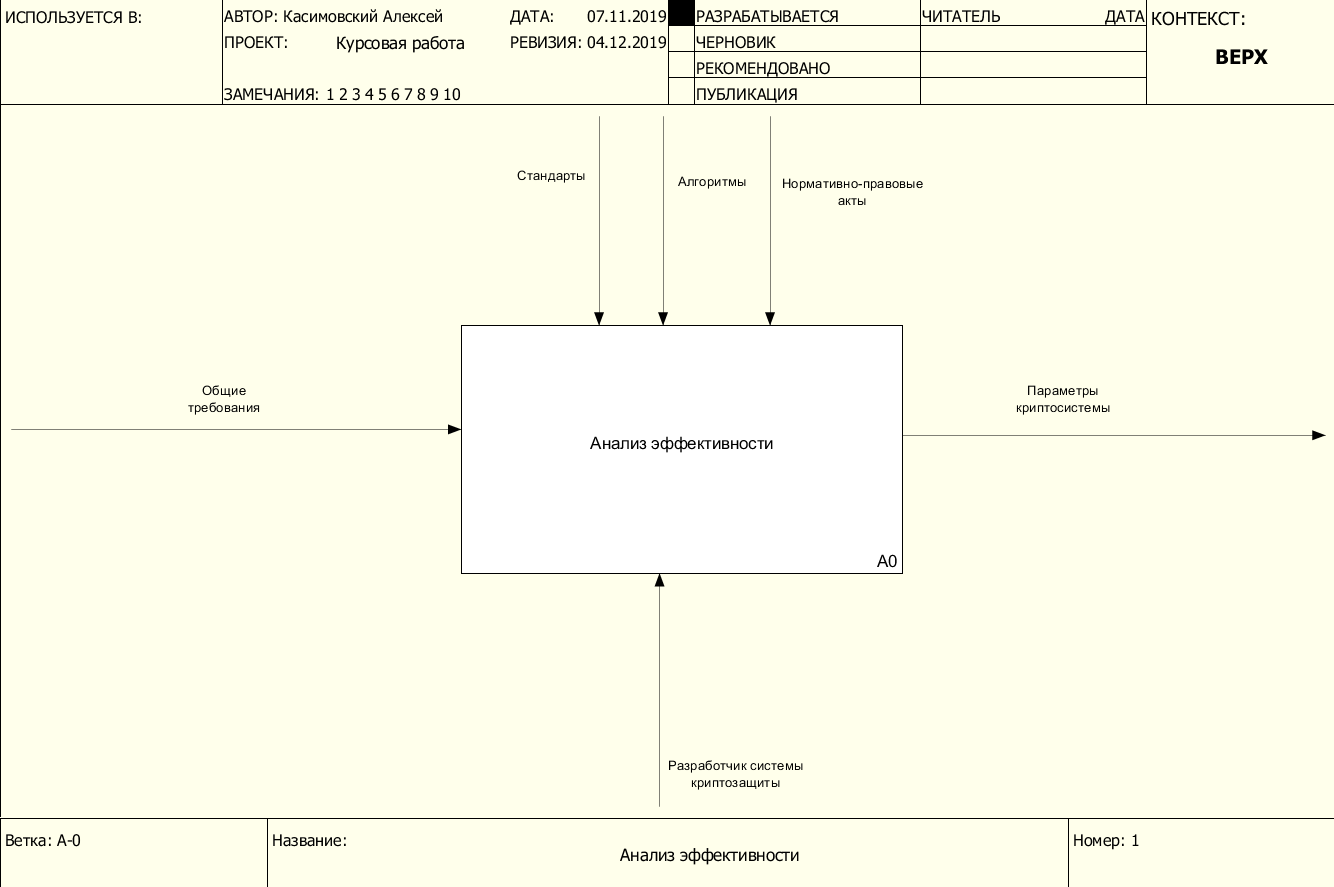 ИСПОЛЬЗУЕТСЯ В:
АВТОР: Касимовский Алексей
ДАТА: 07.11.2019
ПРОЕКТ: Курсовая работа
РЕВИЗИЯ: 04.12.2019
ЗАМЕЧАНИЯ: 1 2 3 4 5 6 7 8 9 10
РАЗРАБАТЫВАЕТСЯ
ЧЕРНОВИК
РЕКОМЕНДОВАНО
ПУБЛИКАЦИЯ
ЧИТАТЕЛЬ
ДАТА
КОНТЕКСТ:
ВЕРХ
Стандарты
Алгоритмы
Нормативно-правовые
акты
Общие
требования
Анализ эффективности
A0
Параметры
криптосистемы
Разработчик системы
криптозащиты
Ветка: A-0
Название:
Анализ эффективности
Номер: 1